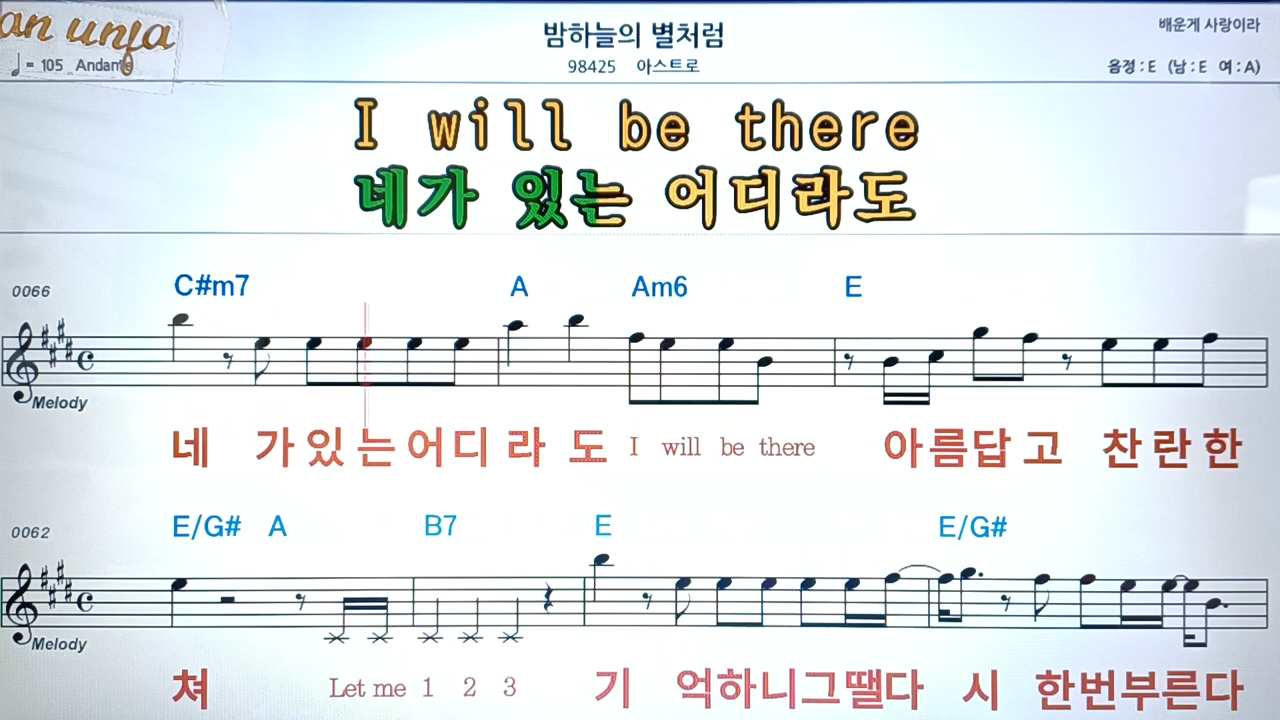 an unja
밤하늘의 별처럼
배운게 사랑이라
♩= 105 Andante
98425 아스트로
음정 : E (남 : E 여 : A)
I will be there
네가 있는 어디라도
C#m7 A Am6 E
0066
Melody
네 가 있 는 어 디 라 도 I will be there 아 름 답 고 찬 란 한
E/G# A B7 E E/G#
0062
Melody
쳐 Let me 1 2 3 기 억하니그땔다 시 한번부른다